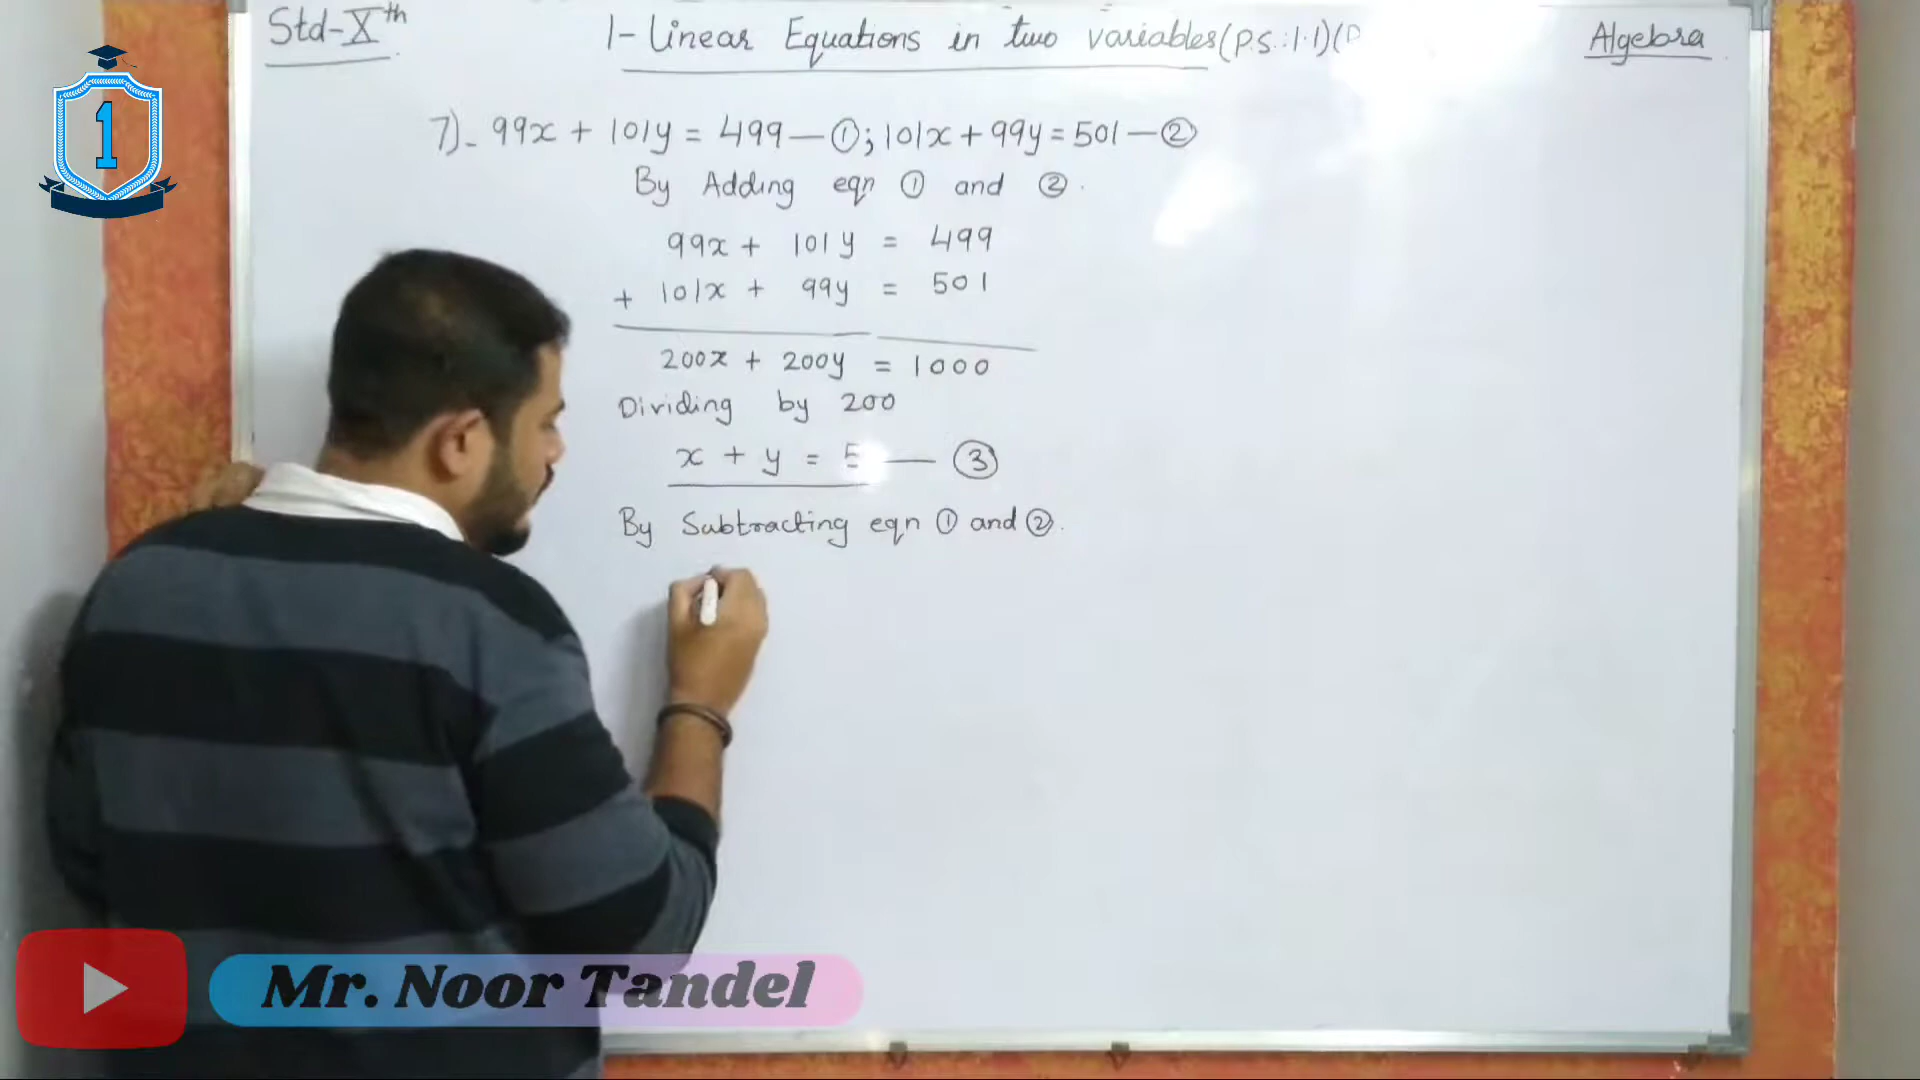 Std-Xth
1- Linear Equations in two variables (P.S.:1.1)(P
Algebra
1
7)- 99x + 101y = 499 — ①; 101x + 99y = 501 — ②
By Adding eqn ① and ②.
99x + 101y = 499
+ 101x + 99y = 501
200x + 200y = 1000
Dividing by 200
x + y = 5 — ③
By Subtracting eqn ① and ②.
Mr. Noor Tandel